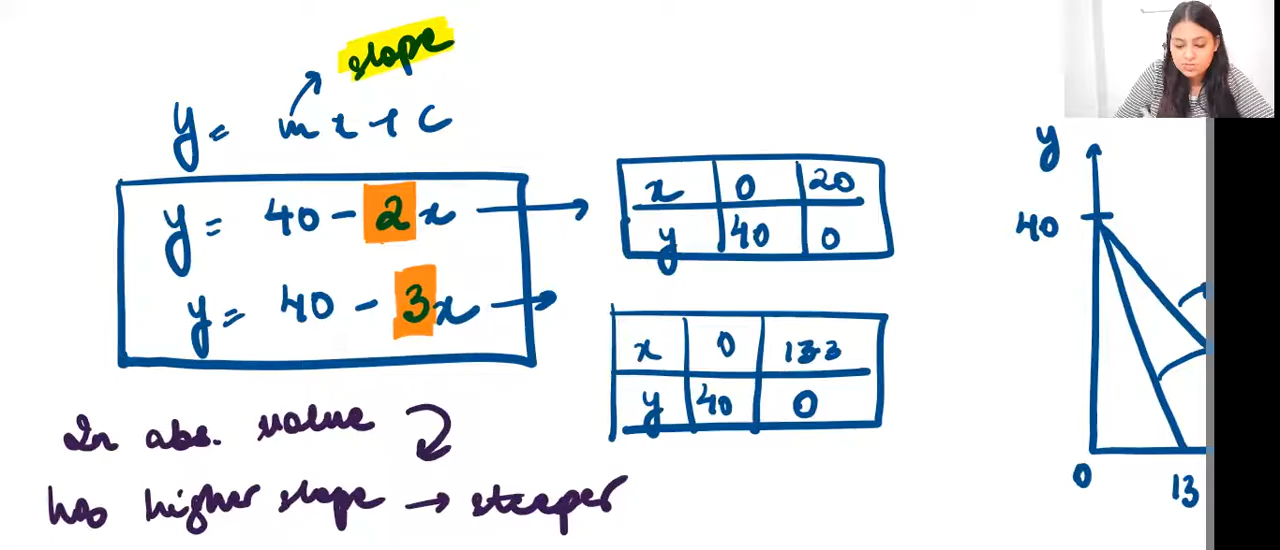 slope
y = mx + c
y = 40 - 2x
y = 40 - 3x
x 0 20
y 40 0
x 0 13.3
y 40 0
In abs. value
has higher slope → steeper
y
40
0 13